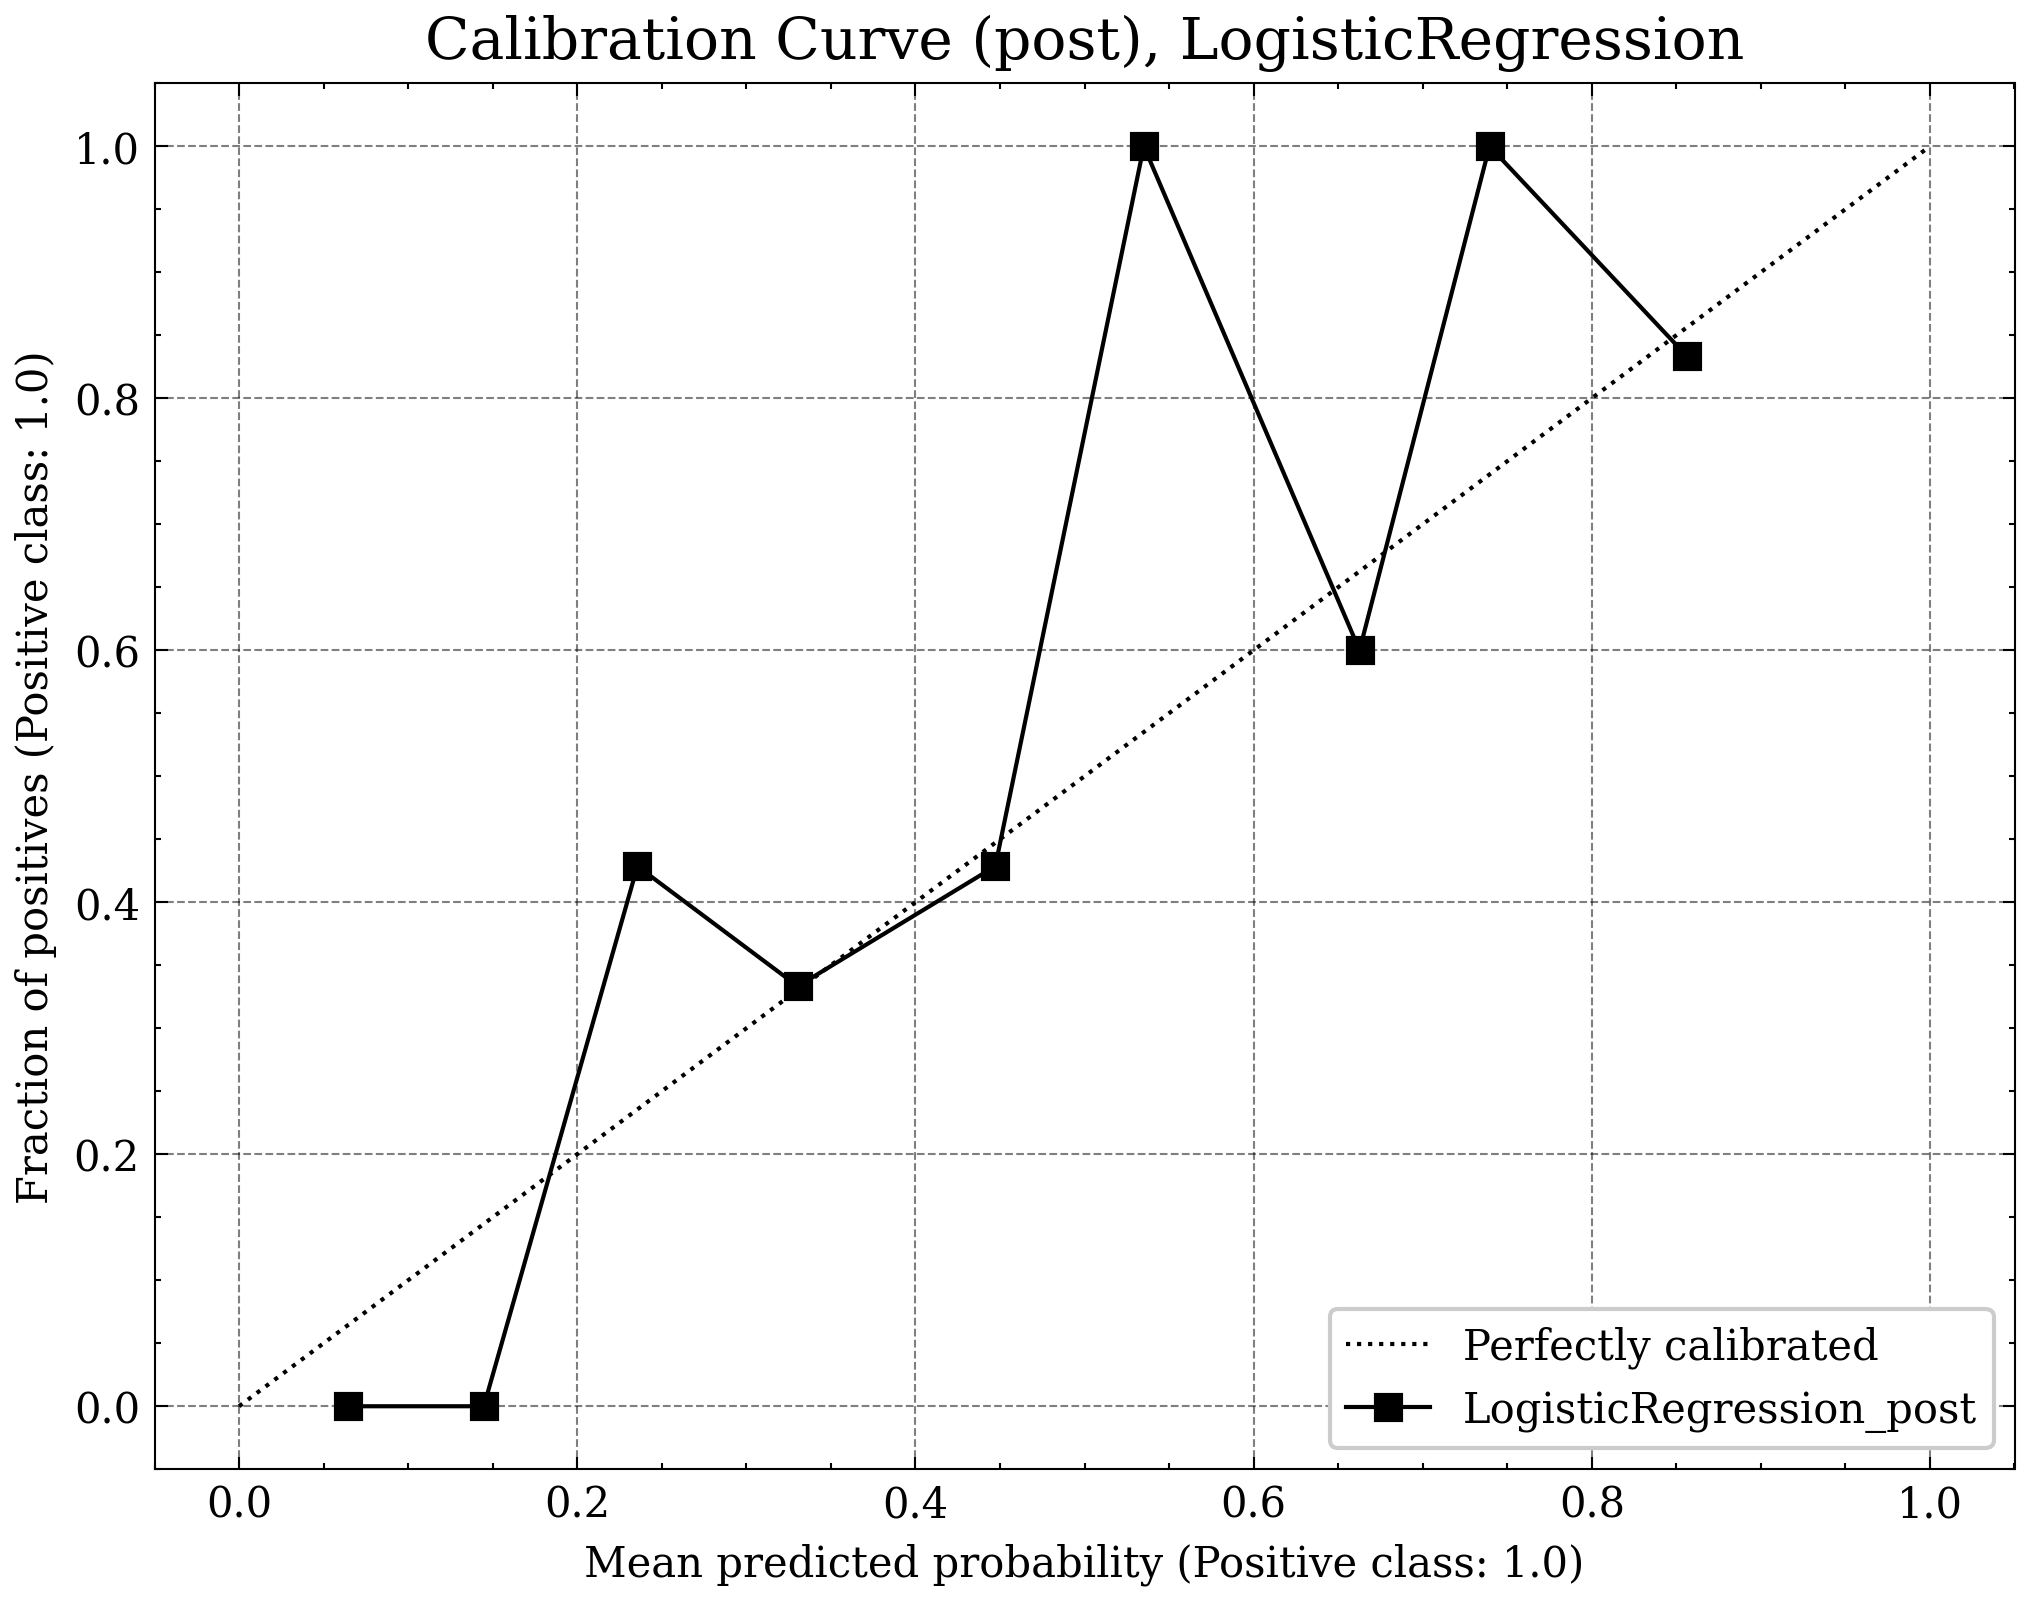 Calibration Curve (post), LogisticRegression
Fraction of positives (Positive class: 1.0)
1.0
0.8
0.6
0.4
0.2
0.0
0.0 0.2 0.4 0.6 0.8 1.0
Mean predicted probability (Positive class: 1.0)
Perfectly calibrated
LogisticRegression_post